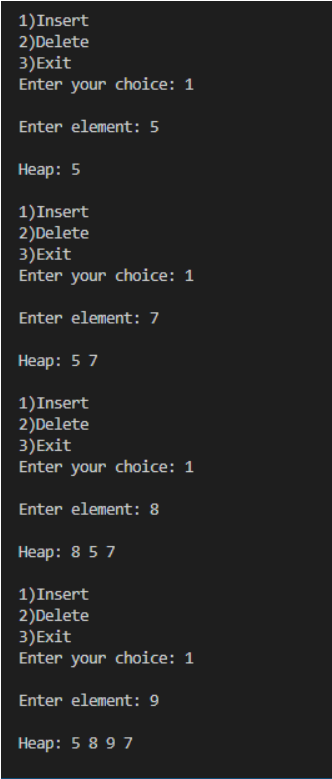 1)Insert
2)Delete
3)Exit
Enter your choice: 1
Enter element: 5
Heap: 5
1)Insert
2)Delete
3)Exit
Enter your choice: 1
Enter element: 7
Heap: 5 7
1)Insert
2)Delete
3)Exit
Enter your choice: 1
Enter element: 8
Heap: 8 5 7
1)Insert
2)Delete
3)Exit
Enter your choice: 1
Enter element: 9
Heap: 5 8 9 7